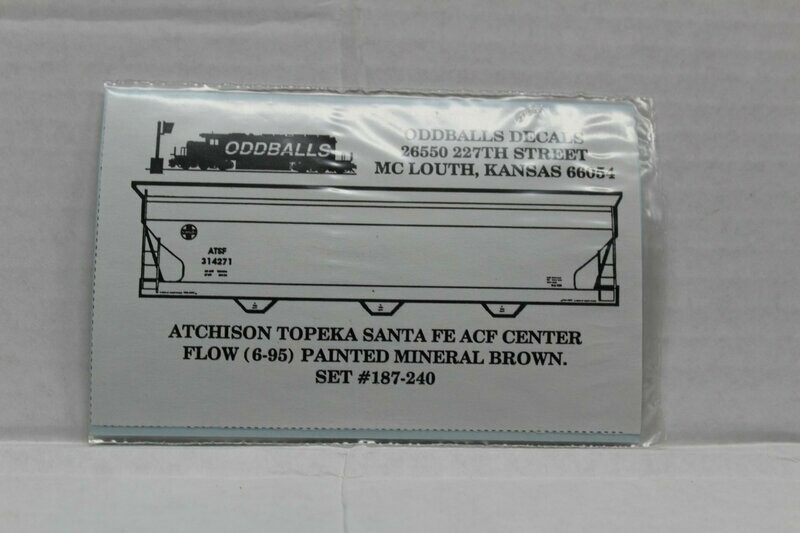 ODDBALLS
ODDBALLS DECALS
26550 227TH STREET
MC LOUTH, KANSAS 66054
ATSF
314271
ATCHISON TOPEKA SANTA FE ACF CENTER
FLOW (6-95) PAINTED MINERAL BROWN.
SET #187-240